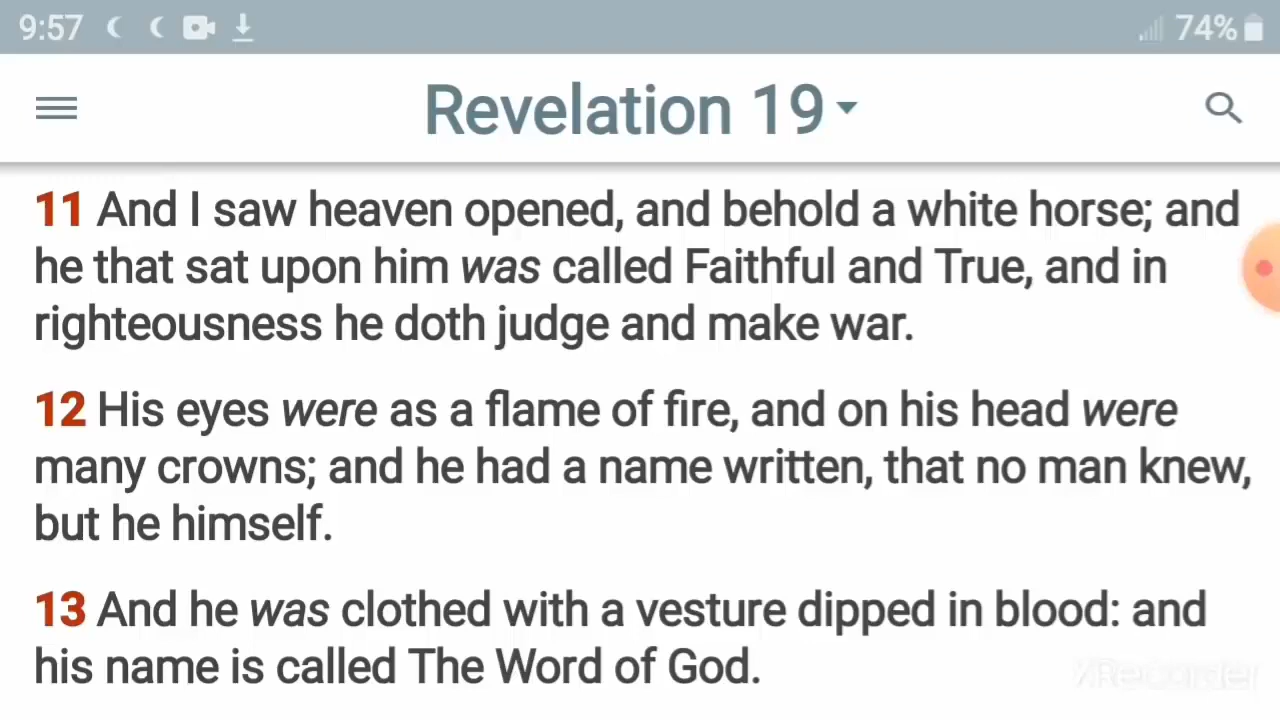 9:57 74%
Revelation 19
11 And I saw heaven opened, and behold a white horse; and
he that sat upon him was called Faithful and True, and in
righteousness he doth judge and make war.
12 His eyes were as a flame of fire, and on his head were
many crowns; and he had a name written, that no man knew,
but he himself.
13 And he was clothed with a vesture dipped in blood: and
his name is called The Word of God.
XRecorder